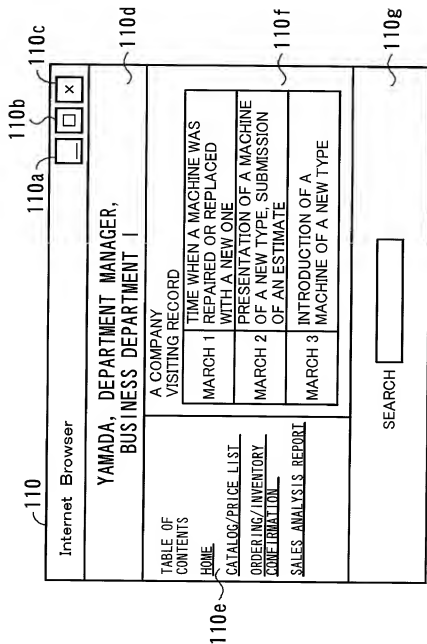 110
Internet Browser
110a
110b
110c
YAMADA, DEPARTMENT MANAGER,
BUSINESS DEPARTMENT I
110d
TABLE OF
CONTENTS
HOME
CATALOG/PRICE LIST
ORDERING/INVENTORY
CONFIRMATION
SALES ANALYSIS REPORT
110e
A COMPANY
VISITING RECORD
MARCH 1
TIME WHEN A MACHINE WAS
REPAIRED OR REPLACED
WITH A NEW ONE
MARCH 2
PRESENTATION OF A MACHINE
OF A NEW TYPE, SUBMISSION
OF AN ESTIMATE
MARCH 3
INTRODUCTION OF A
MACHINE OF A NEW TYPE
110f
SEARCH
110g